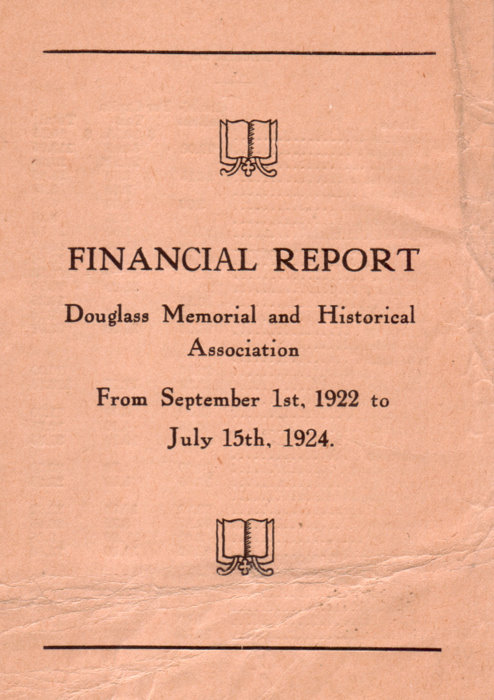 FINANCIAL REPORT
Douglass Memorial and Historical
Association
From September 1st, 1922 to
July 15th, 1924.